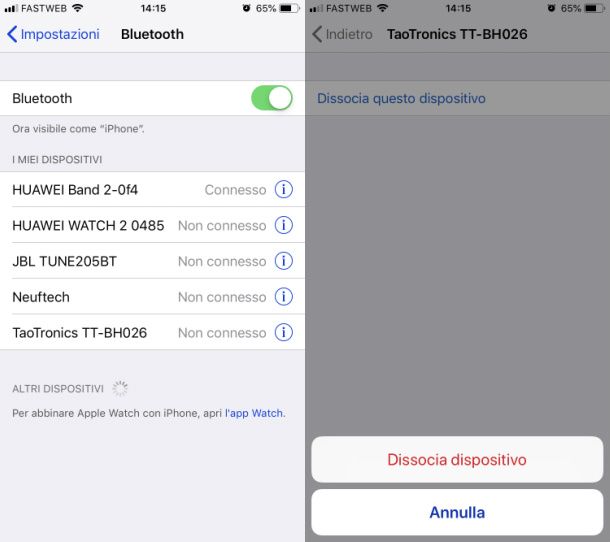 FASTWEB 14:15 65%
Impostazioni Bluetooth
Bluetooth
Ora visibile come “iPhone”.
I MIEI DISPOSITIVI
HUAWEI Band 2-0f4 Connesso
HUAWEI WATCH 2 0485 Non connesso
JBL TUNE205BT Non connesso
Neuftech Non connesso
TaoTronics TT-BH026 Non connesso
ALTRI DISPOSITIVI
Per abbinare Apple Watch con iPhone, apri l'app Watch.
FASTWEB 14:15 65%
Indietro TaoTronics TT-BH026
Dissocia questo dispositivo
Dissocia dispositivo
Annulla